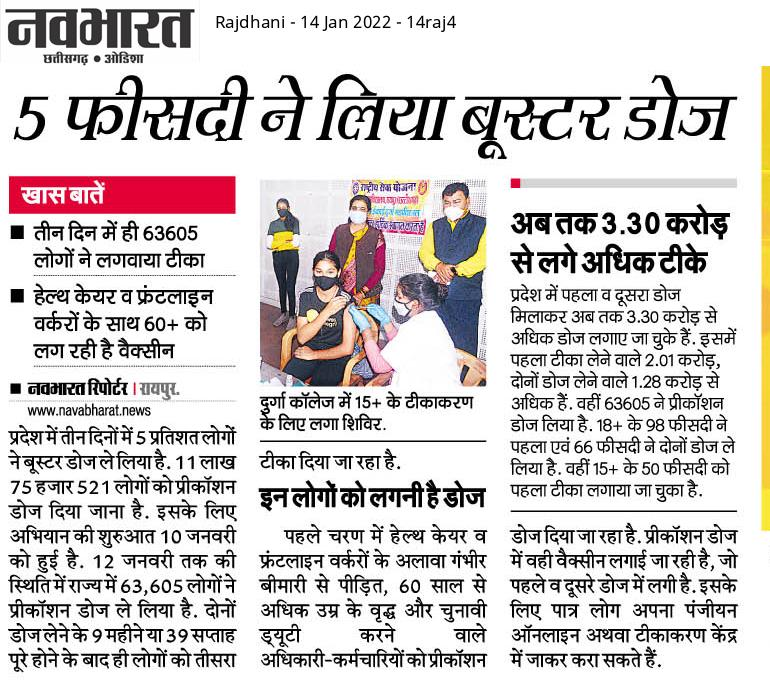 नवभारत
छत्तीसगढ़ • ओडिशा
Rajdhani - 14 Jan 2022 - 14raj4
5 फीसदी ने लिया बूस्टर डोज
खास बातें
■ तीन दिन में ही 63605
लोगों ने लगवाया टीका
■ हेल्थ केयर व फ्रंटलाइन
वर्करों के साथ 60+ को
लग रही है वैक्सीन
■ नवभारत रिपोर्टर । रायपुर.
www.navabharat.news
प्रदेश में तीन दिनों में 5 प्रतिशत लोगों
ने बूस्टर डोज ले लिया है. 11 लाख
75 हजार 521 लोगों को प्रीकॉशन
डोज दिया जाना है. इसके लिए
अभियान की शुरुआत 10 जनवरी
को हुई है. 12 जनवरी तक की
स्थिति में राज्य में 63,605 लोगों ने
प्रीकॉशन डोज ले लिया है. दोनों
डोज लेने के 9 महीने या 39 सप्ताह
पूरे होने के बाद ही लोगों को तीसरा
राष्ट्रीय सेवा योजना
दुर्गा कॉलेज में 15+ के टीकाकरण
के लिए लगा शिविर.
टीका दिया जा रहा है.
इन लोगों को लगनी है डोज
पहले चरण में हेल्थ केयर व
फ्रंटलाइन वर्करों के अलावा गंभीर
बीमारी से पीड़ित, 60 साल से
अधिक उम्र के वृद्ध और चुनावी
ड्यूटी करने वाले
अधिकारी-कर्मचारियों को प्रीकॉशन
अब तक 3.30 करोड़
से लगे अधिक टीके
प्रदेश में पहला व दूसरा डोज
मिलाकर अब तक 3.30 करोड़ से
अधिक डोज लगाए जा चुके हैं. इसमें
पहला टीका लेने वाले 2.01 करोड़,
दोनों डोज लेने वाले 1.28 करोड़ से
अधिक हैं. वहीं 63605 ने प्रीकॉशन
डोज लिया है. 18+ के 98 फीसदी ने
पहला एवं 66 फीसदी ने दोनों डोज ले
लिया है. वहीं 15+ के 50 फीसदी को
पहला टीका लगाया जा चुका है.
डोज दिया जा रहा है. प्रीकॉशन डोज
में वही वैक्सीन लगाई जा रही है, जो
पहले व दूसरे डोज में लगी है. इसके
लिए पात्र लोग अपना पंजीयन
ऑनलाइन अथवा टीकाकरण केंद्र
में जाकर करा सकते हैं.